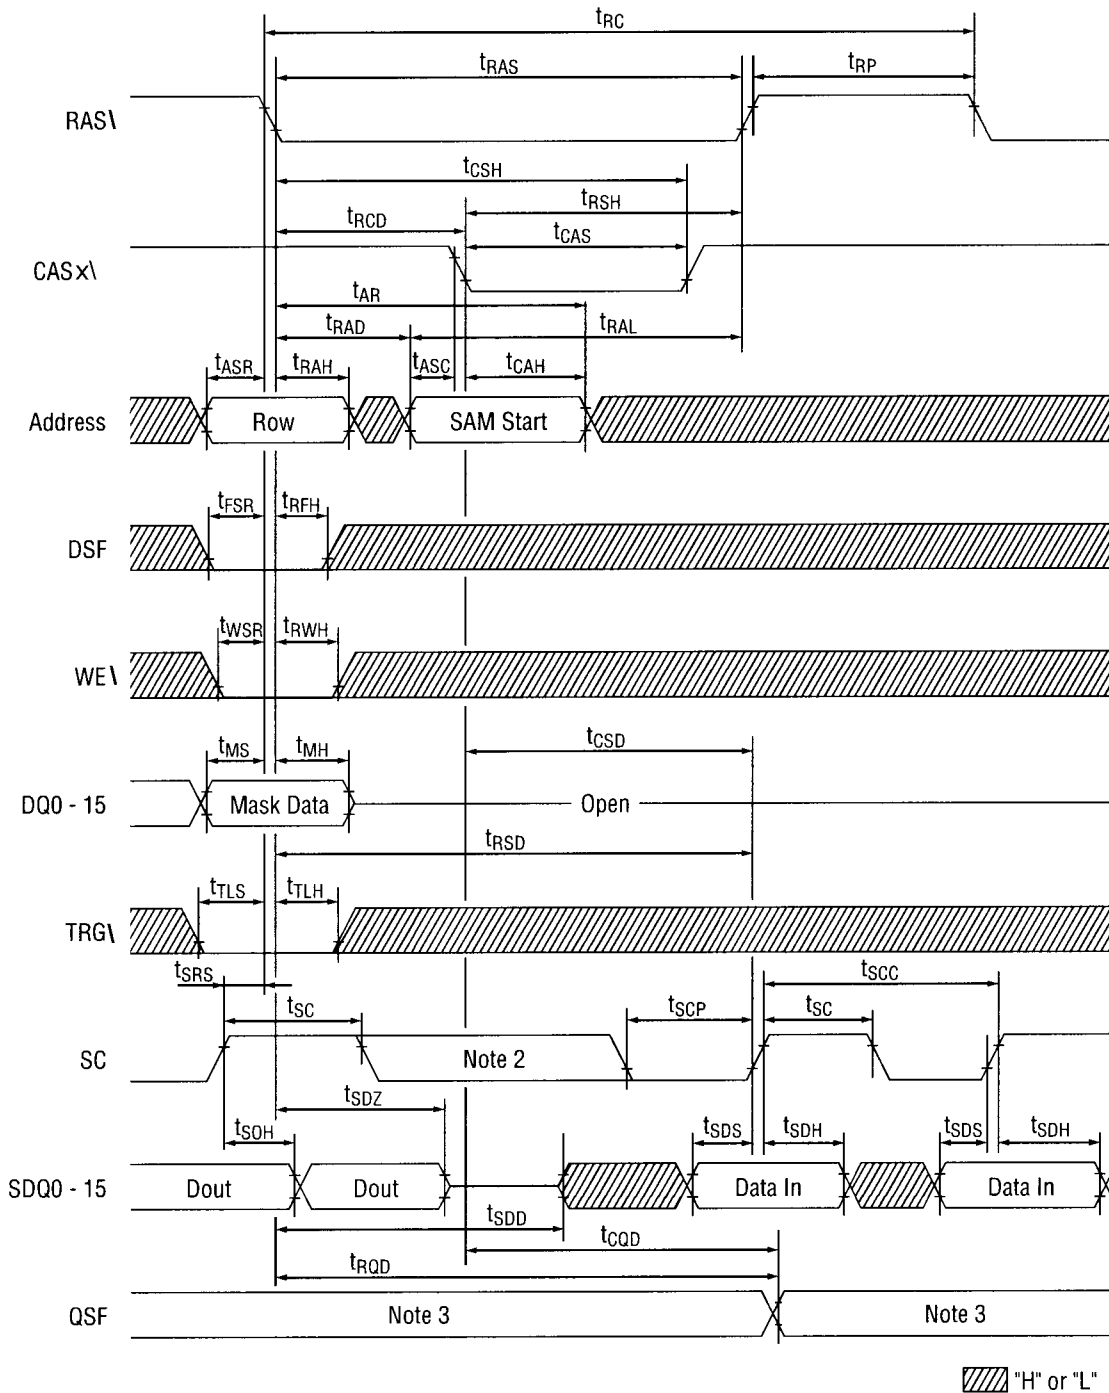 tRC
tRAS
tRP
RAS\
tCSH
tRSH
tRCD
tCAS
CASx\
tAR
tRAD
tRAL
tASR
tRAH
tASC
tCAH
Address
Row
SAM Start
tFSR
tRFH
DSF
tWSR
tRWH
WE\
tCSD
tMS
tMH
DQ0 - 15
Mask Data
Open
tRSD
tTLS
tTLH
TRG\
tSRS
tSCC
tSC
tSCP
tSC
SC
Note 2
tSDZ
tSOH
tSDS
tSDH
tSDS
tSDH
SDQ0 - 15
Dout
Dout
Data In
Data In
tSDD
tCQD
tRQD
QSF
Note 3
Note 3
"H" or "L"